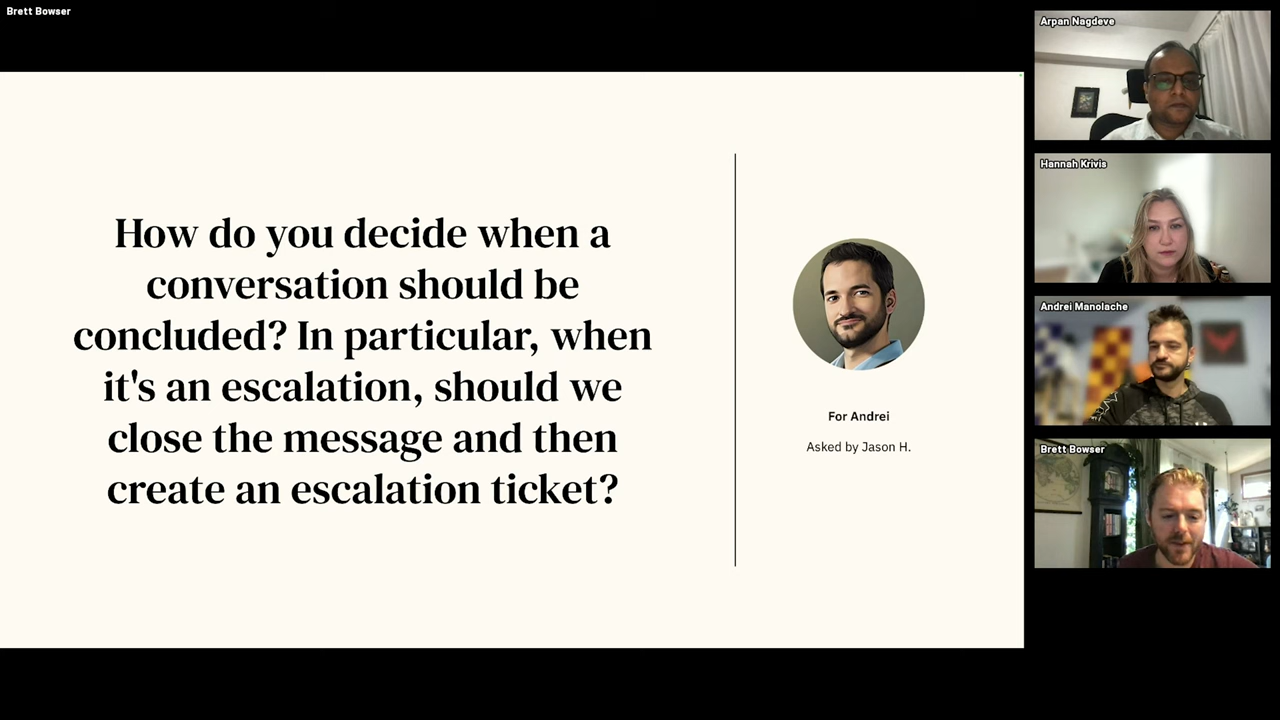 Brett Bowser
How do you decide when a
conversation should be
concluded? In particular, when
it's an escalation, should we
close the message and then
create an escalation ticket?
For Andrei
Asked by Jason H.
Arpan Nagdeve
Hannah Krivis
Andrei Manolache
Brett Bowser